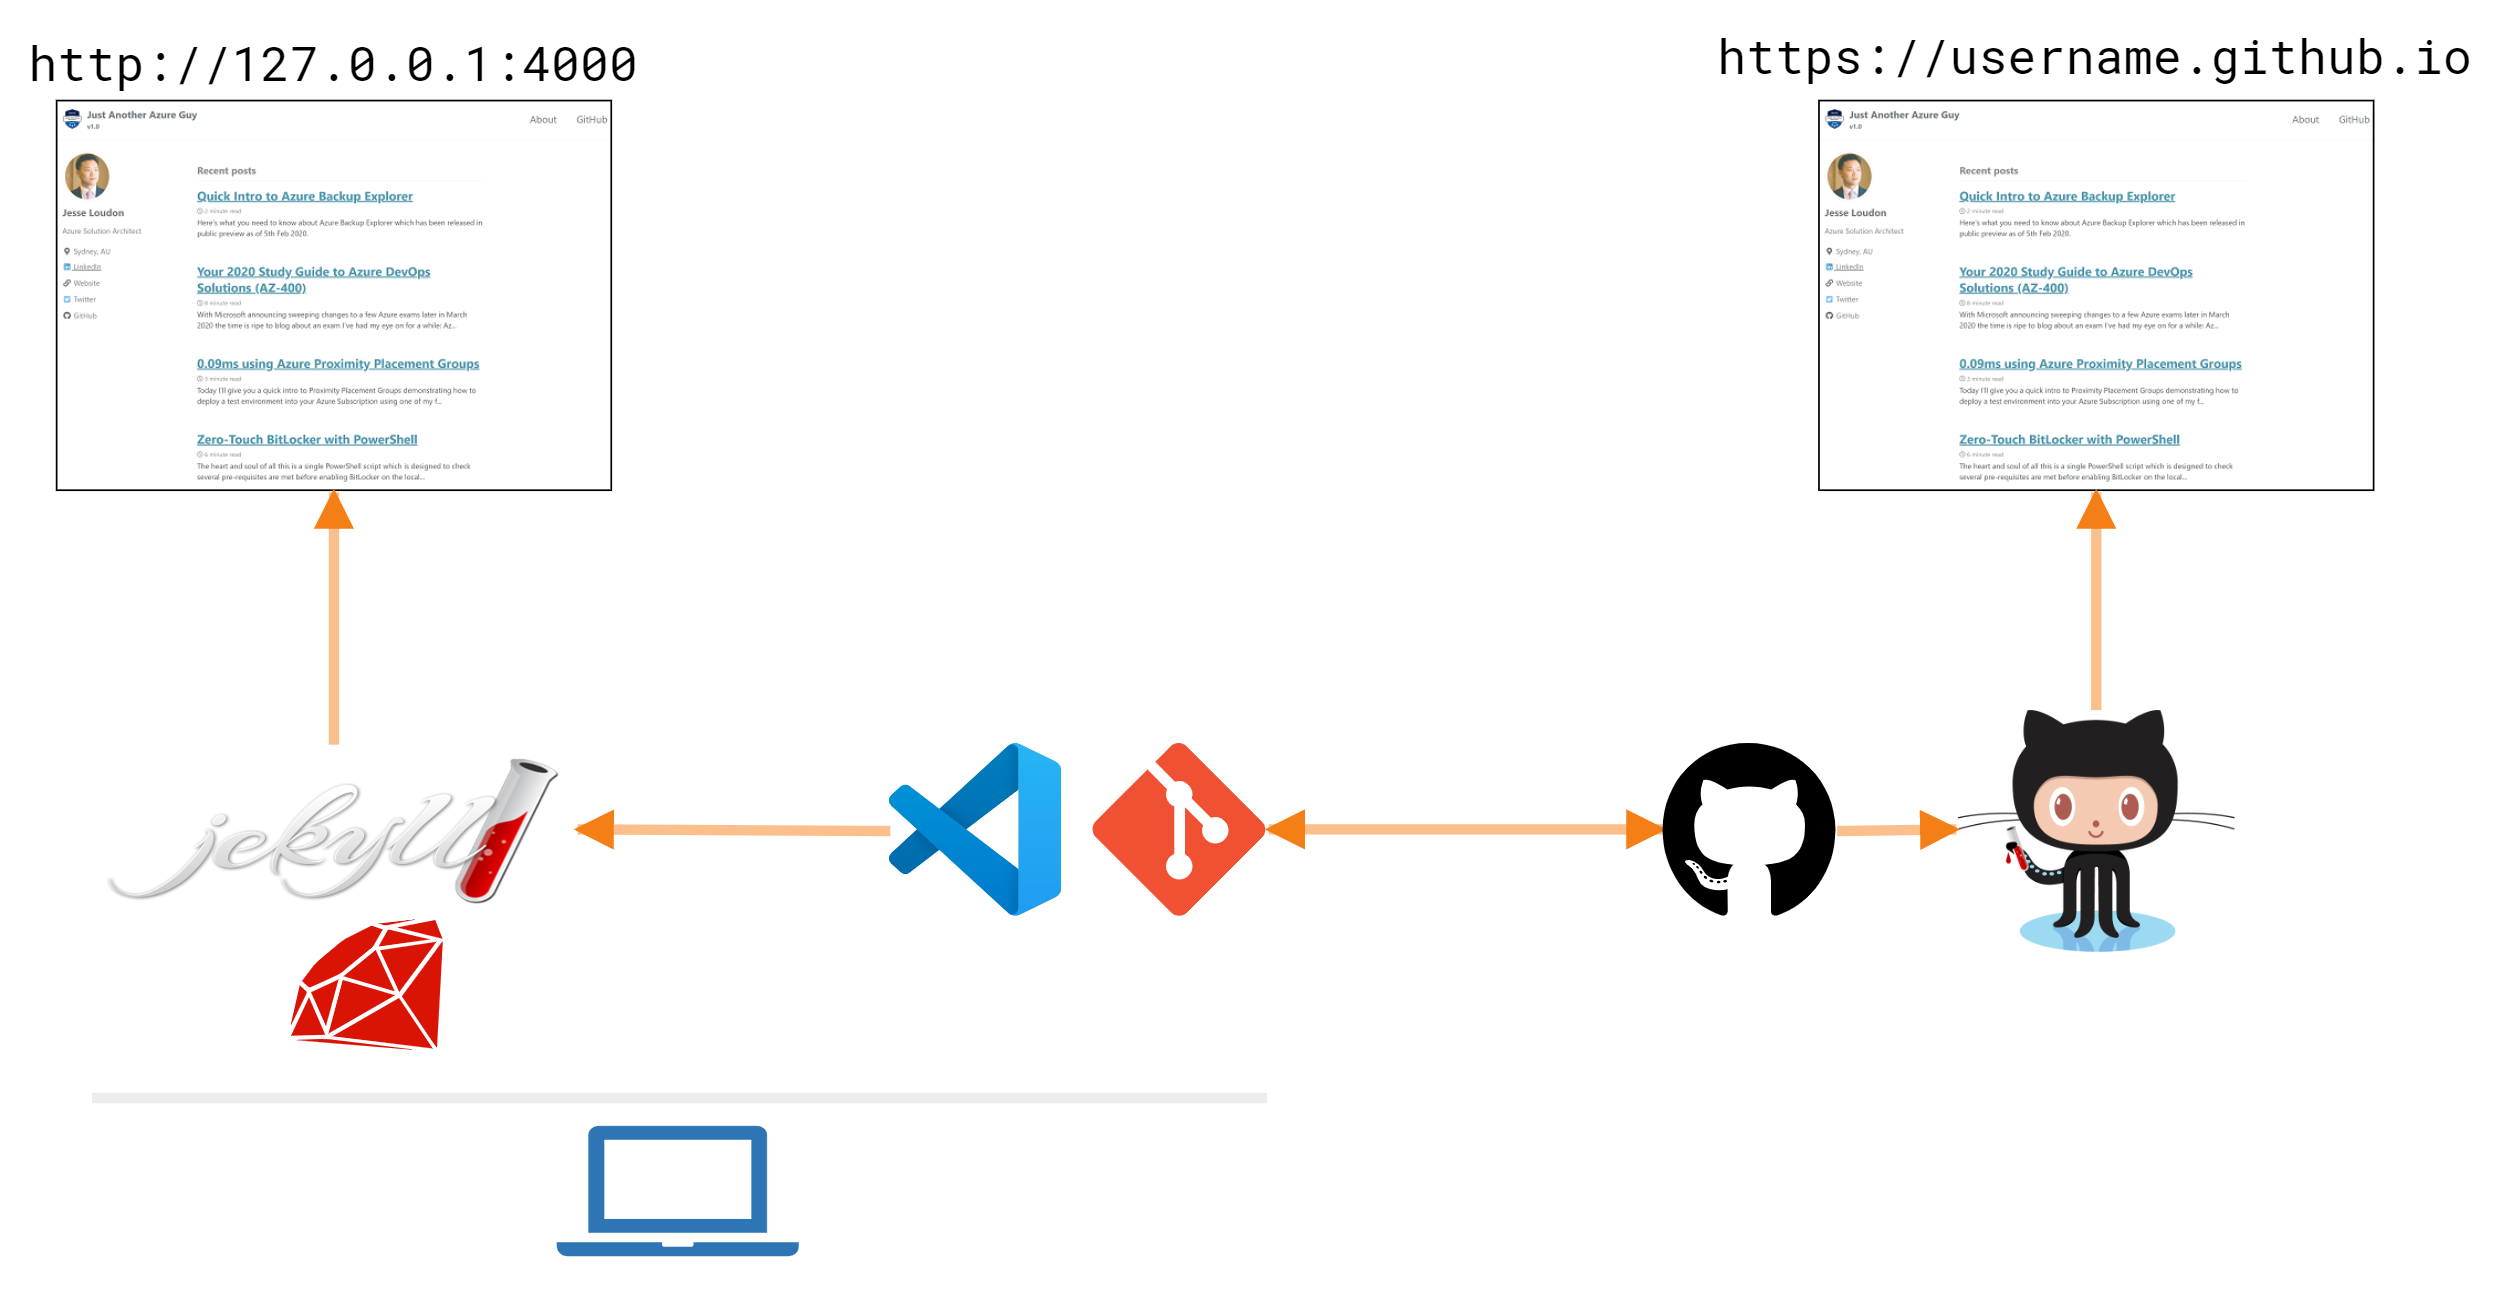 http://127.0.0.1:4000
Just Another Azure Guy
v1.0
About
GitHub
Jesse Loudon
Azure Solution Architect
Sydney, AU
LinkedIn
Website
Twitter
GitHub
Recent posts
Quick Intro to Azure Backup Explorer
2 minute read
Here's what you need to know about Azure Backup Explorer which has been released in
public preview as of 5th Feb 2020.
Your 2020 Study Guide to Azure DevOps
Solutions (AZ-400)
8 minute read
With Microsoft announcing sweeping changes to a few Azure exams later in March
2020 the time is ripe to blog about an exam I've had my eye on for a while: Az...
0.09ms using Azure Proximity Placement Groups
3 minute read
Today I'll give you a quick intro to Proximity Placement Groups demonstrating how to
deploy a test environment into your Azure Subscription using one of my f...
Zero-Touch BitLocker with PowerShell
6 minute read
The heart and soul of all this is a single PowerShell script which is designed to check
several pre-requisites are met before enabling BitLocker on the local...
https://username.github.io
Just Another Azure Guy
v1.0
About
GitHub
Jesse Loudon
Azure Solution Architect
Sydney, AU
LinkedIn
Website
Twitter
GitHub
Recent posts
Quick Intro to Azure Backup Explorer
2 minute read
Here's what you need to know about Azure Backup Explorer which has been released in
public preview as of 5th Feb 2020.
Your 2020 Study Guide to Azure DevOps
Solutions (AZ-400)
8 minute read
With Microsoft announcing sweeping changes to a few Azure exams later in March
2020 the time is ripe to blog about an exam I've had my eye on for a while: Az...
0.09ms using Azure Proximity Placement Groups
3 minute read
Today I'll give you a quick intro to Proximity Placement Groups demonstrating how to
deploy a test environment into your Azure Subscription using one of my f...
Zero-Touch BitLocker with PowerShell
6 minute read
The heart and soul of all this is a single PowerShell script which is designed to check
several pre-requisites are met before enabling BitLocker on the local...
jekyll